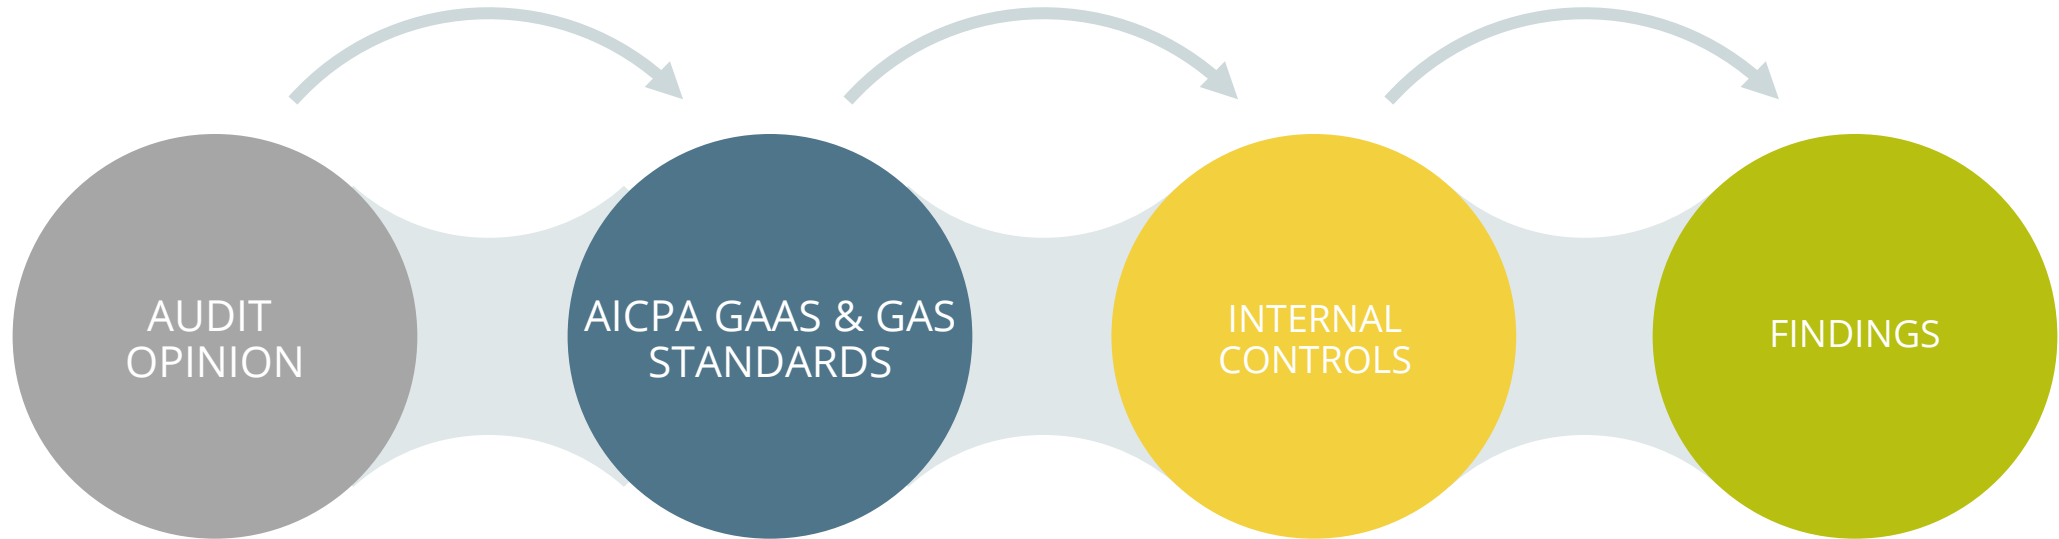 AUDIT
OPINION
AICPA GAAS & GAS
STANDARDS
INTERNAL
CONTROLS
FINDINGS